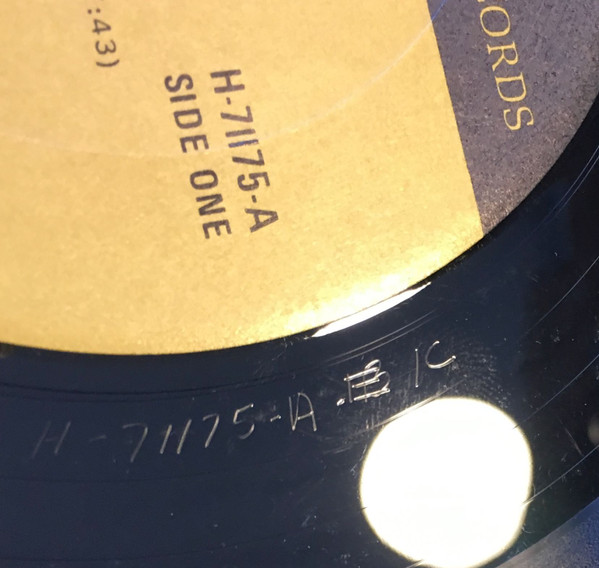 :43)
ORDS
H-71175-A
SIDE ONE
H-71175-A 1C